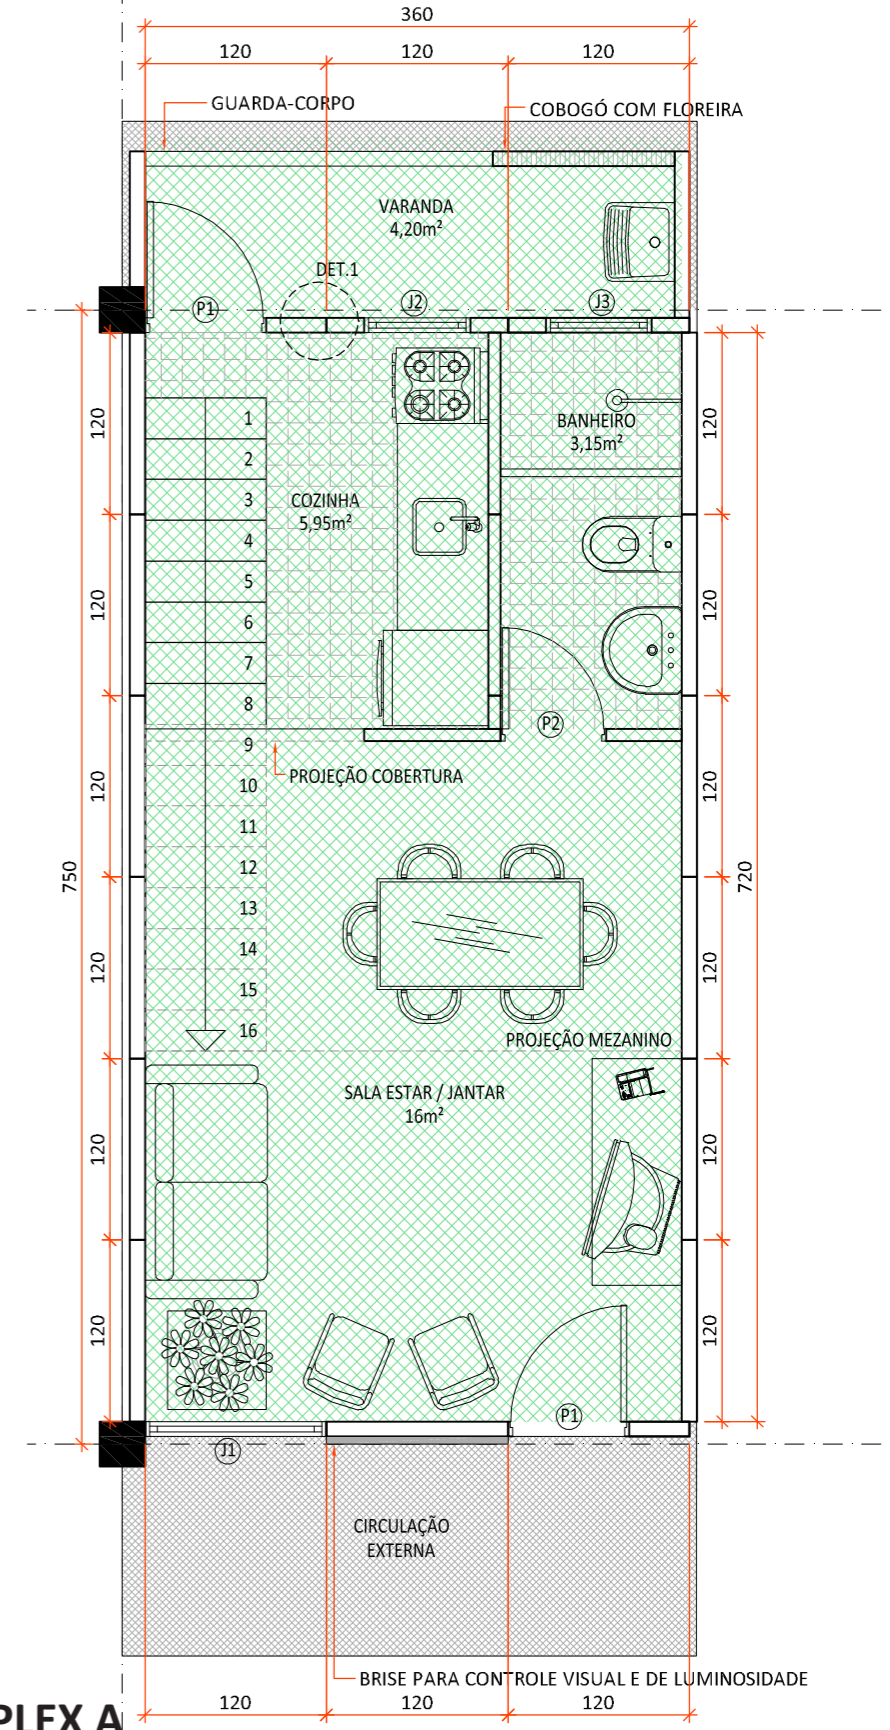 360
120 120 120
GUARDA-CORPO
COBOGÓ COM FLOREIRA
VARANDA
4,20m²
DET.1
P1
J2
J3
120
120
1
2
3
4
5
6
7
8
9
10
11
12
13
14
15
16
BANHEIRO
3,15m²
COZINHA
5,95m²
120
120
P2
PROJEÇÃO COBERTURA
120
120
750
720
120
120
PROJEÇÃO MEZANINO
SALA ESTAR / JANTAR
16m²
120
120
120
120
P1
J1
CIRCULAÇÃO
EXTERNA
BRISE PARA CONTROLE VISUAL E DE LUMINOSIDADE
120 120 120
PLEX A